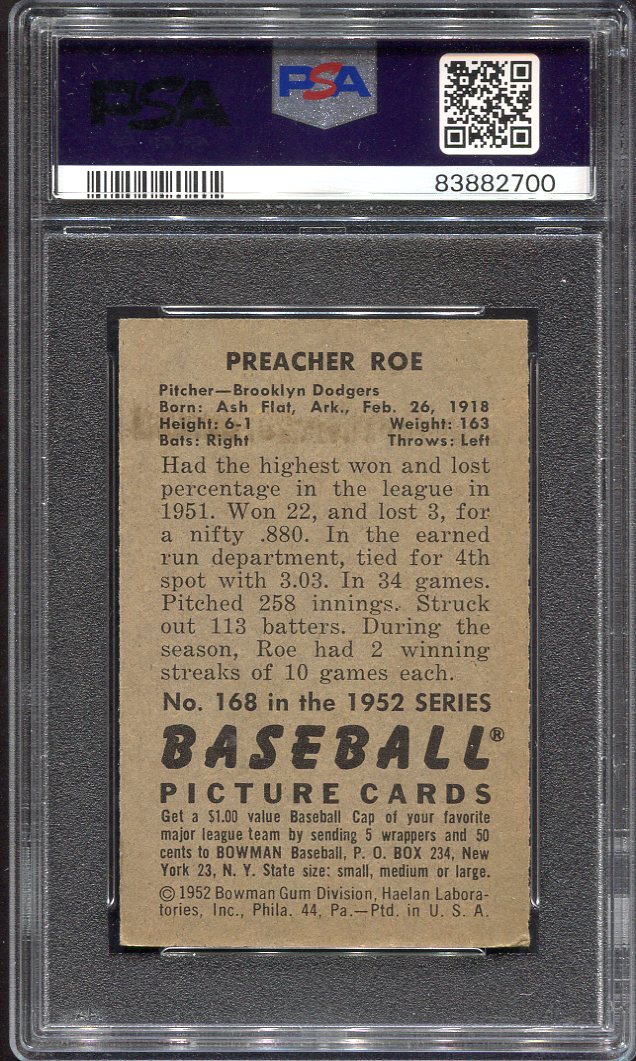 PSA
PSA
83882700
PREACHER ROE
Pitcher—Brooklyn Dodgers
Born: Ash Flat, Ark., Feb. 26, 1918
Height: 6-1 Weight: 163
Bats: Right Throws: Left
Had the highest won and lost
percentage in the league in
1951. Won 22, and lost 3, for
a nifty .880. In the earned
run department, tied for 4th
spot with 3.03. In 34 games.
Pitched 258 innings. Struck
out 113 batters. During the
season, Roe had 2 winning
streaks of 10 games each.
No. 168 in the 1952 SERIES
BASEBALL®
PICTURE CARDS
Get a $1.00 value Baseball Cap of your favorite
major league team by sending 5 wrappers and 50
cents to BOWMAN Baseball, P. O. BOX 234, New
York 23, N. Y. State size: small, medium or large.
© 1952 Bowman Gum Division, Haelan Labora-
tories, Inc., Phila. 44, Pa.—Ptd. in U. S. A.